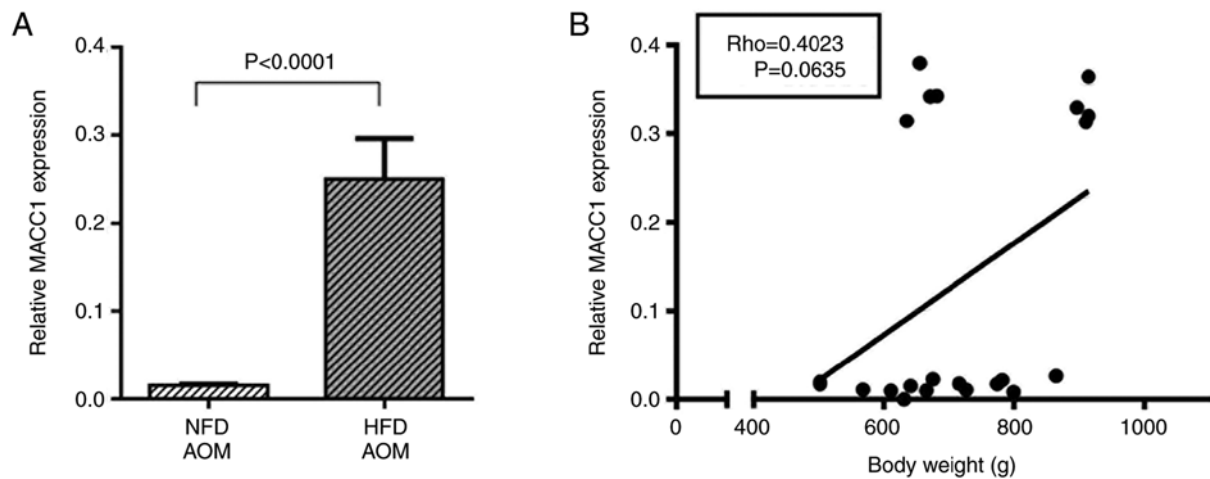 A
Relative MACC1 expression
0.4
0.3
0.2
0.1
0.0
P<0.0001
NFD
AOM
HFD
AOM
B
Relative MACC1 expression
0.4
0.3
0.2
0.1
0.0
Rho=0.4023
P=0.0635
0
400
600
800
1000
Body weight (g)